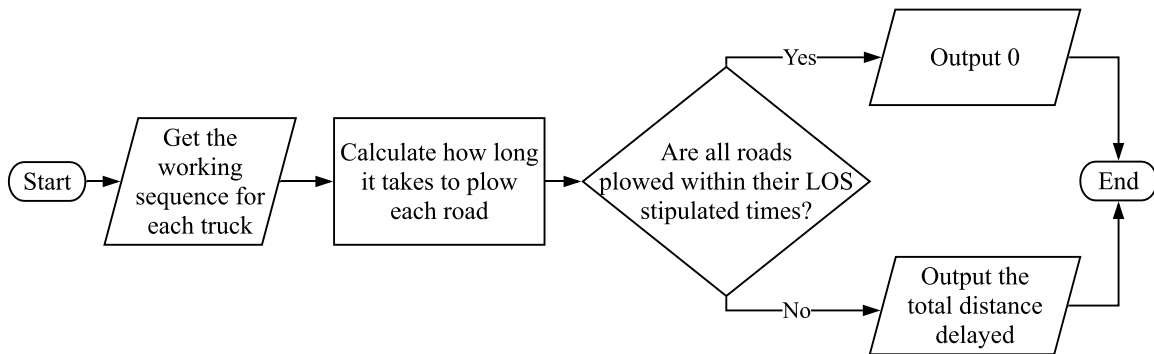 Start
Get the
working
sequence for
each truck
Calculate how long
it takes to plow
each road
Are all roads
plowed within their LOS
stipulated times?
Yes
Output 0
No
Output the
total distance
delayed
End